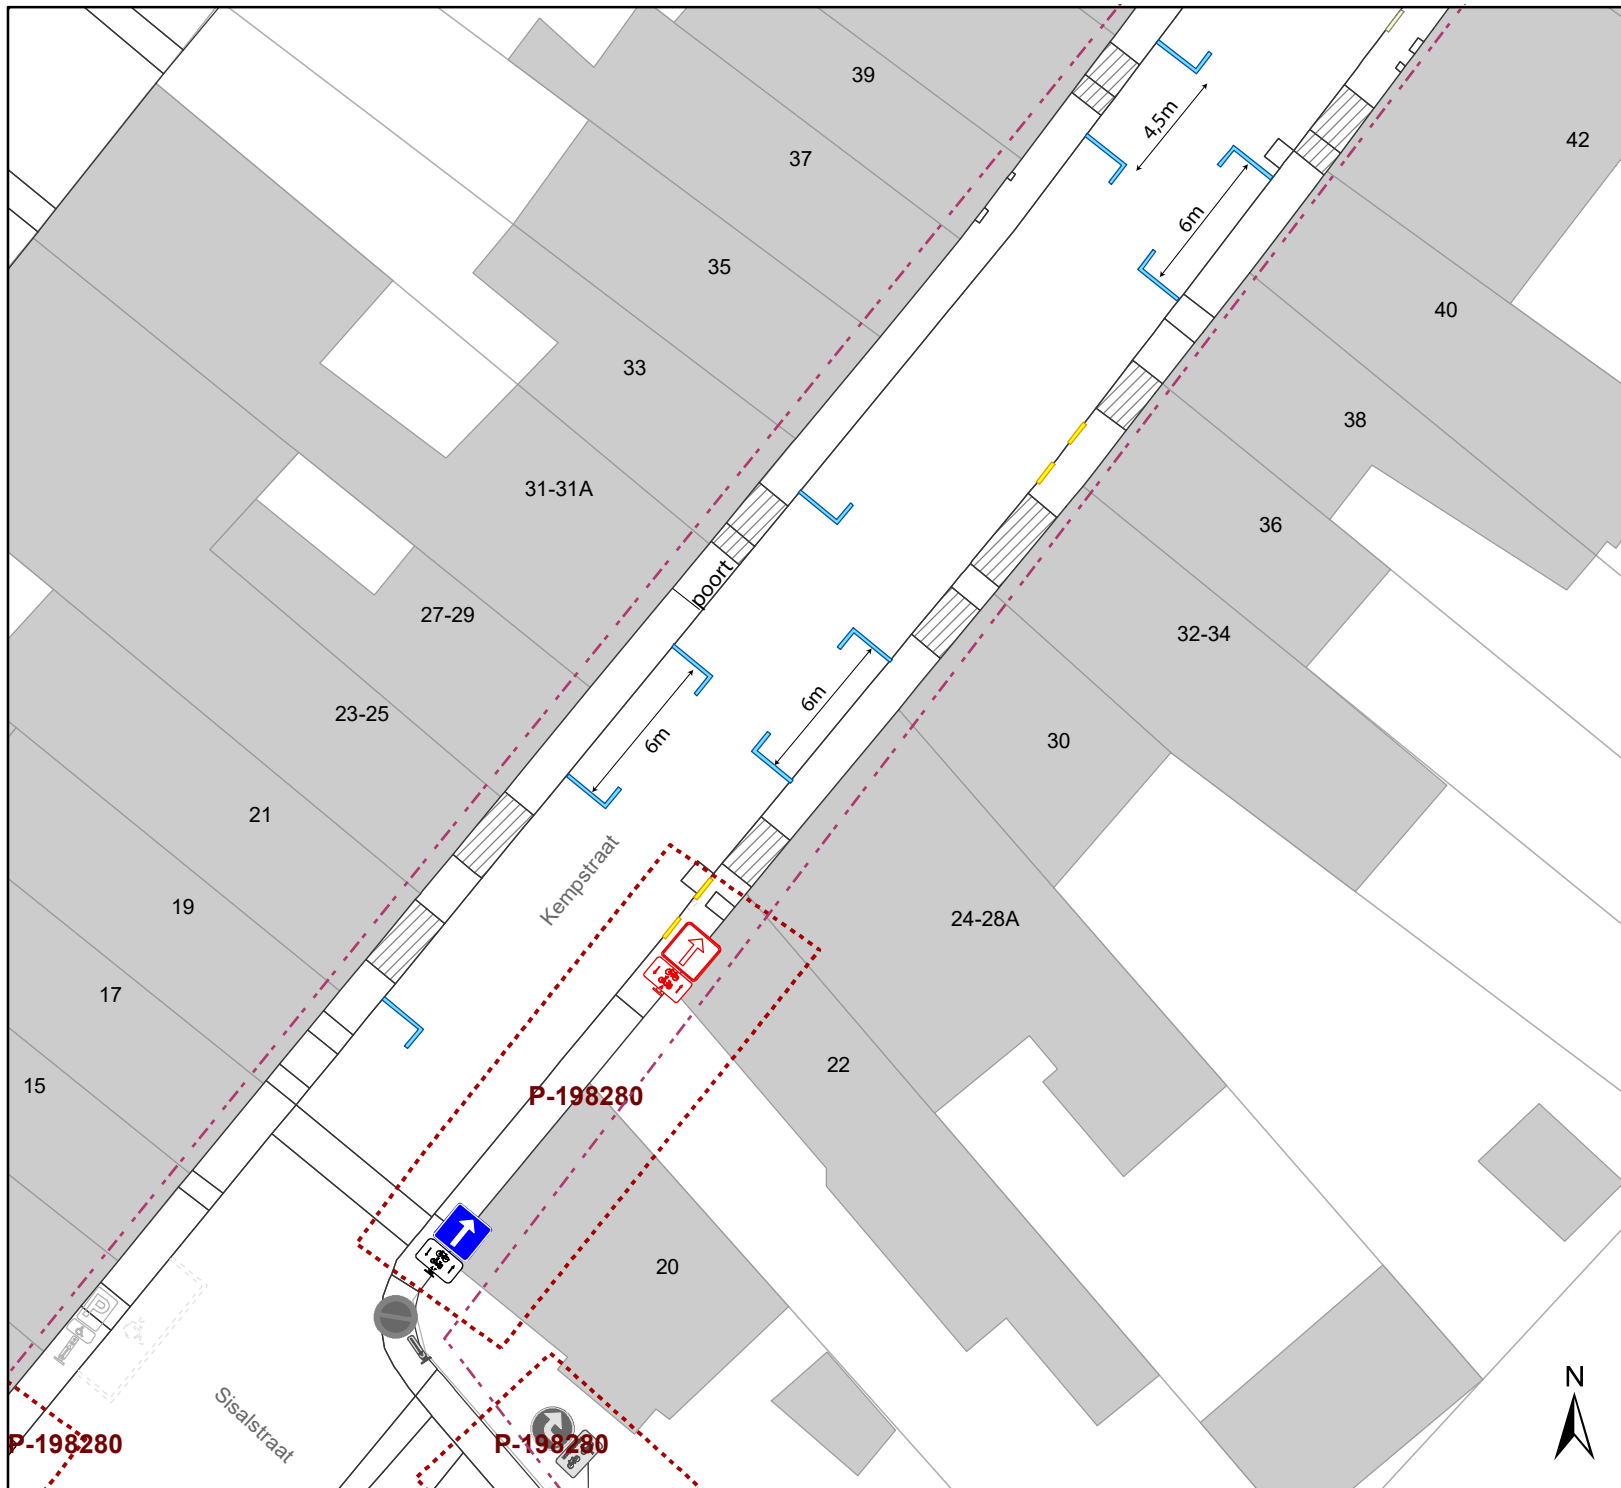 39
42
4,5m
37
6m
35
40
33
38
31-31A
36
poort
27-29
32-34
23-25
6m
30
6m
21
Kempstraat
19
24-28A
17
22
15
P-198280
20
P
N
Sisalstraat
P-198280
P-198280